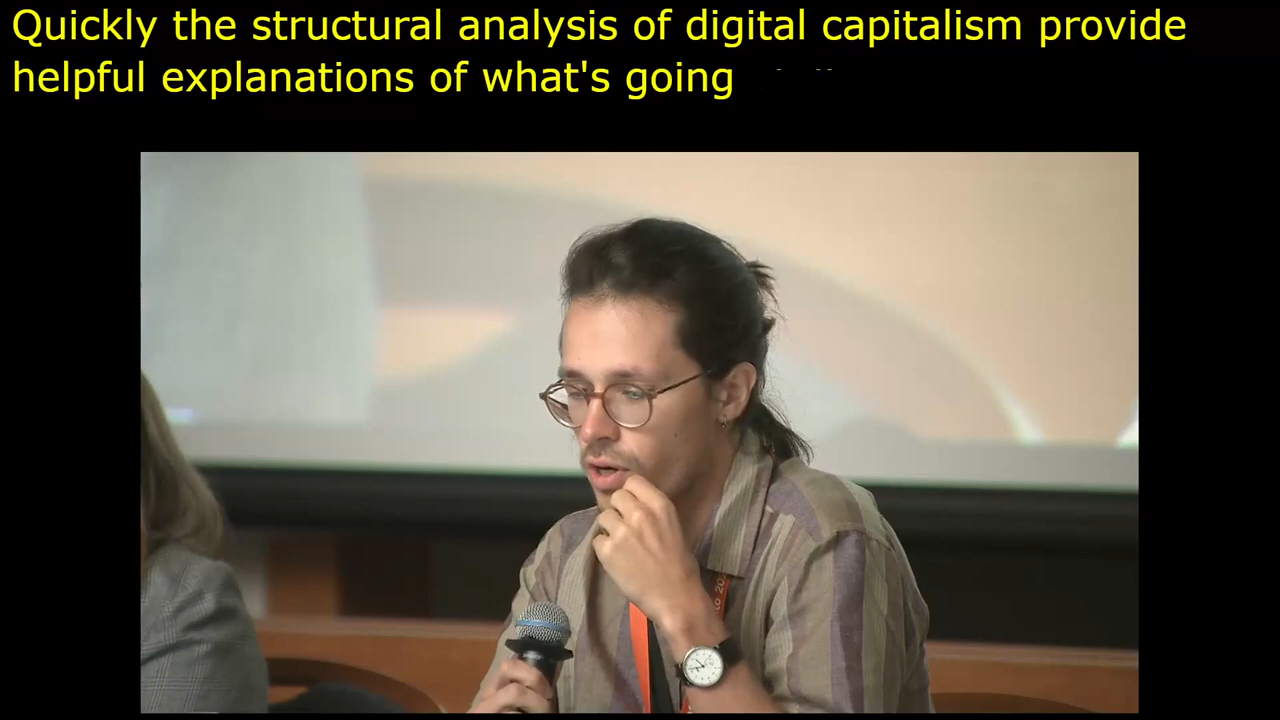 Quickly the structural analysis of digital capitalism provide
helpful explanations of what's going